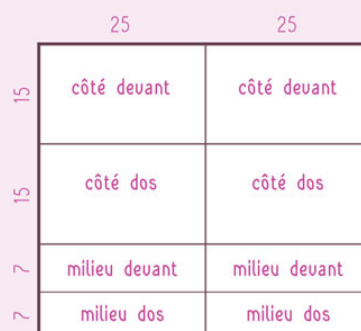 25 25
15 côté devant côté devant
15 côté dos côté dos
7 milieu devant milieu devant
7 milieu dos milieu dos